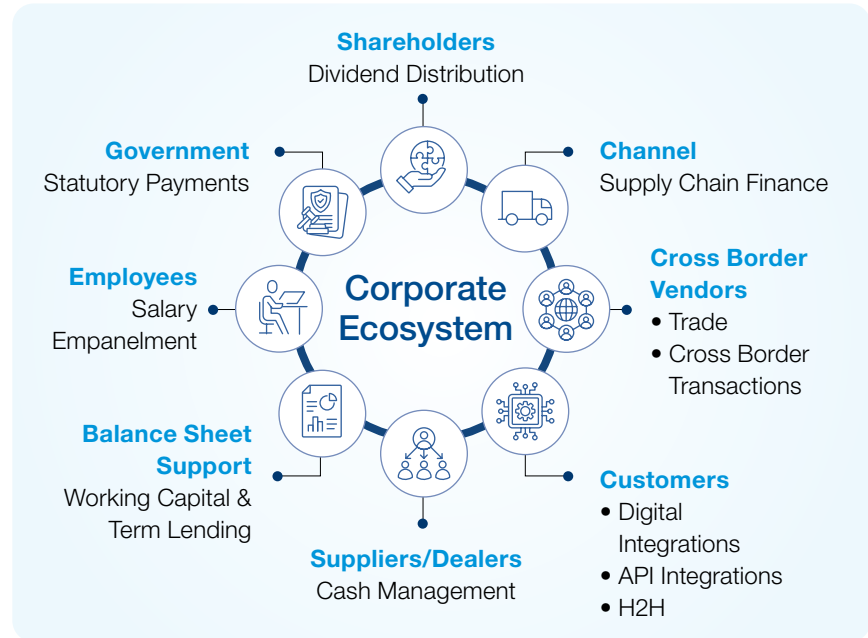 Shareholders
Dividend Distribution
Government
Statutory Payments
Channel
Supply Chain Finance
Employees
Salary
Empanelment
Corporate
Ecosystem
Cross Border
Vendors
• Trade
• Cross Border
Transactions
Balance Sheet
Support
Working Capital &
Term Lending
Suppliers/Dealers
Cash Management
Customers
• Digital
Integrations
• API Integrations
• H2H